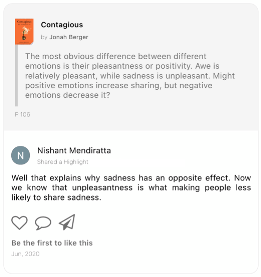 Contagious
By Jonah Berger
The most obvious difference between different
emotions is their pleasantness or positivity. Awe is
relatively pleasant, while sadness is unpleasant. Might
positive emotions increase sharing, but negative
emotions decrease it?
P 105
N
Nishant Mendiratta
Shared a Highlight
Well that explains why sadness has an opposite effect. Now
we know that unpleasantness is what making people less
likely to share sadness.
Be the first to like this
Jun, 2020